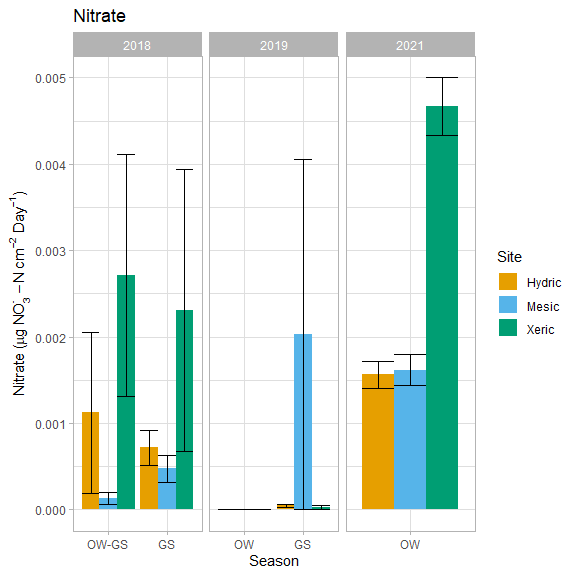 Nitrate
2018 2019 2021
0.005
0.004
0.003
0.002
0.001
0.000
Nitrate (µg NO₃⁻ – N cm⁻² Day⁻¹)
OW-GS GS OW GS OW
Season
Site
Hydric
Mesic
Xeric